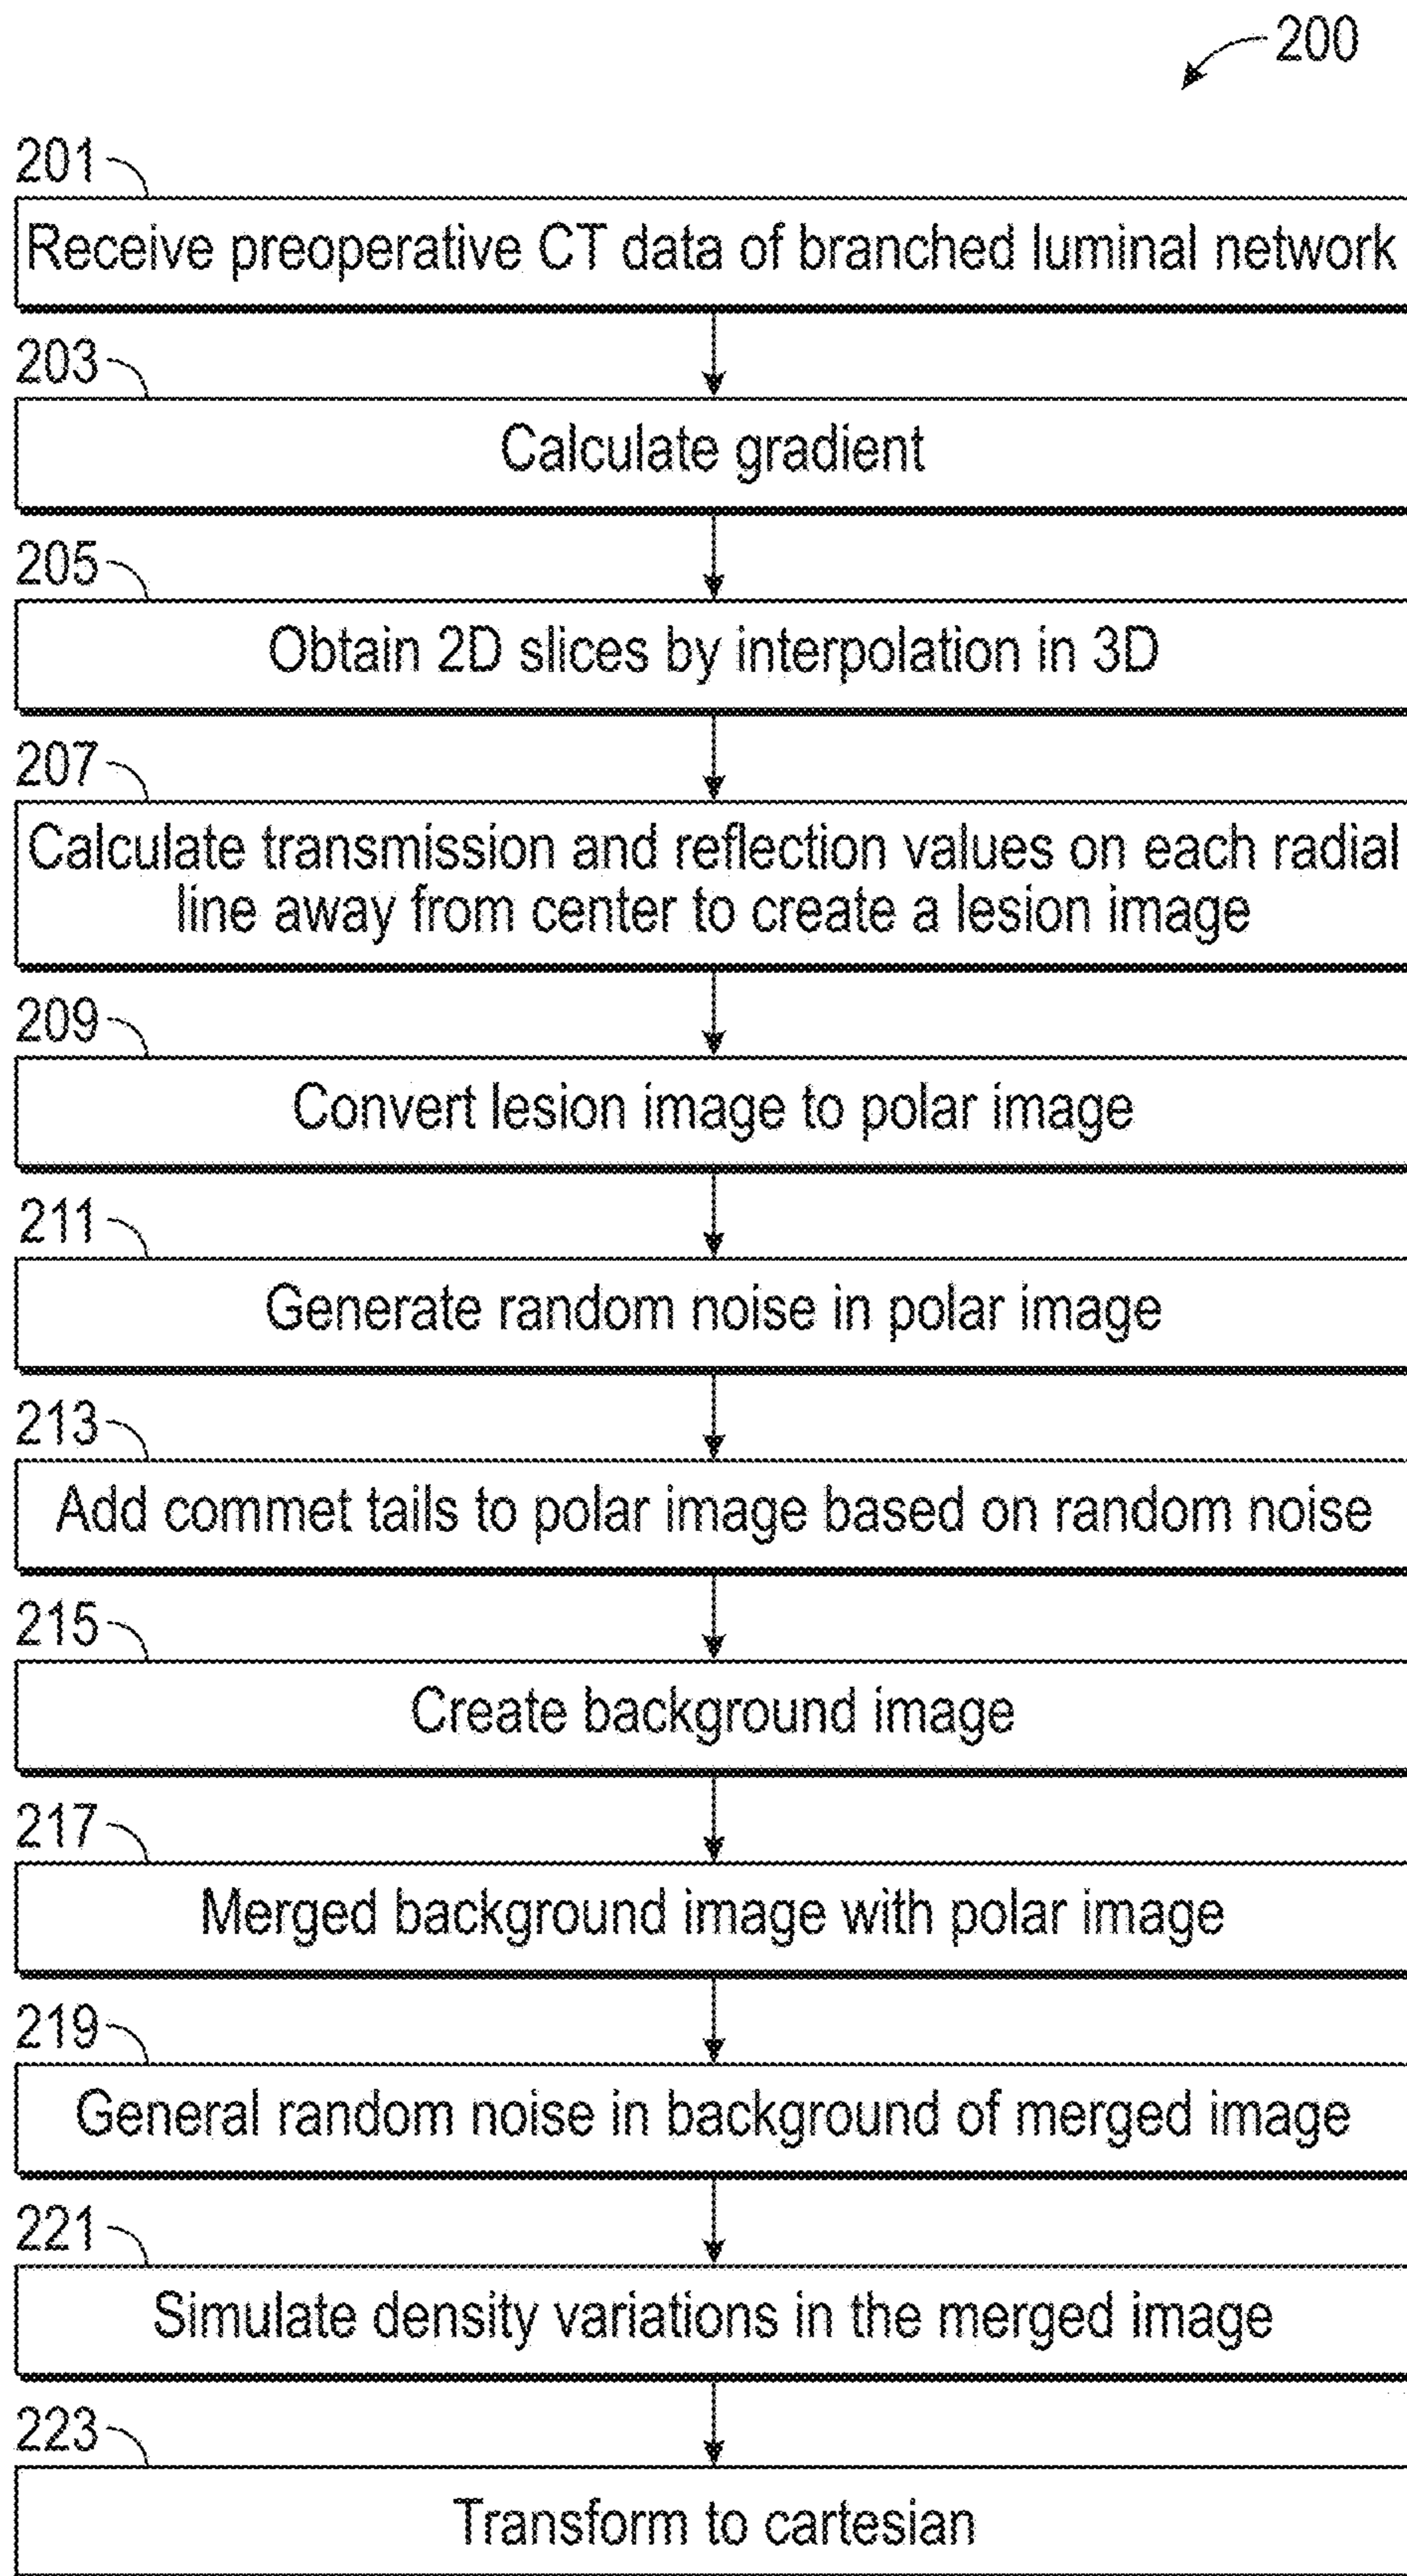 200
201
Receive preoperative CT data of branched luminal network
203
Calculate gradient
205
Obtain 2D slices by interpolation in 3D
207
Calculate transmission and reflection values on each radial
line away from center to create a lesion image
209
Convert lesion image to polar image
211
Generate random noise in polar image
213
Add commet tails to polar image based on random noise
215
Create background image
217
Merged background image with polar image
219
General random noise in background of merged image
221
Simulate density variations in the merged image
223
Transform to cartesian